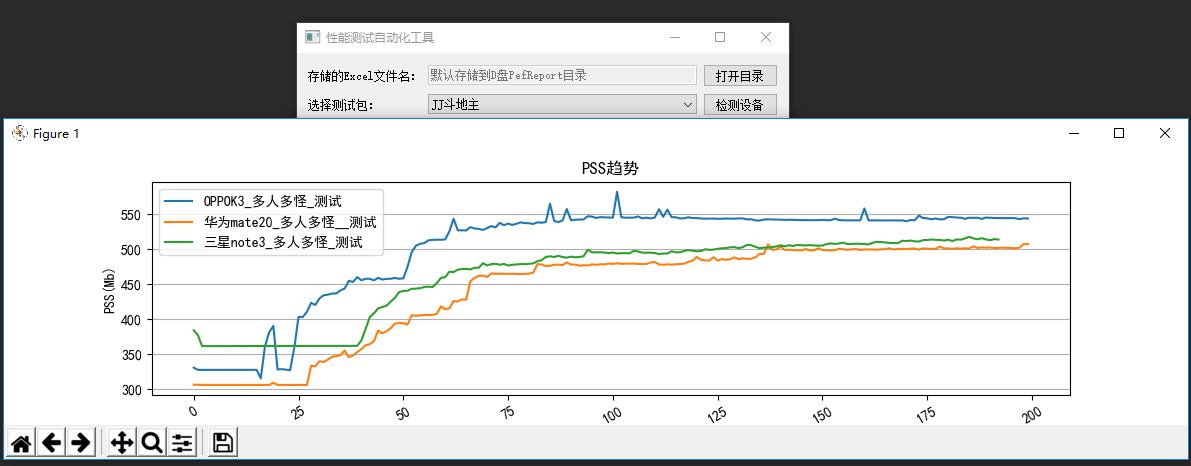 性能测试自动化工具
存储的Excel文件名:
默认存储到D盘PefReport目录
打开目录
选择测试包:
JJ斗地主
检测设备
Figure 1
PSS趋势
OPPOK3_多人多怪_测试
华为mate20_多人多怪__测试
三星note3_多人多怪_测试
PSS(Mb)
550
500
450
400
350
300
0
25
50
75
100
125
150
175
200